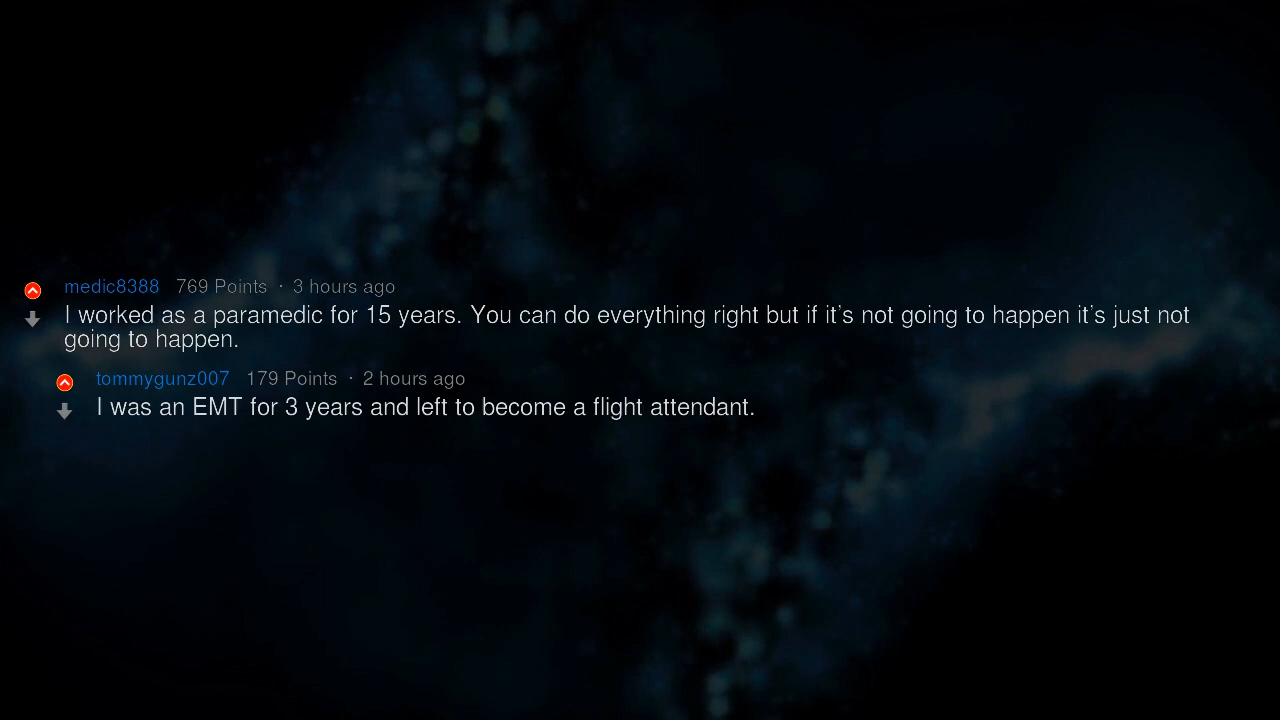 medic8388 769 Points · 3 hours ago
I worked as a paramedic for 15 years. You can do everything right but if it's not going to happen it's just not
going to happen.
tommygunz007 179 Points · 2 hours ago
I was an EMT for 3 years and left to become a flight attendant.